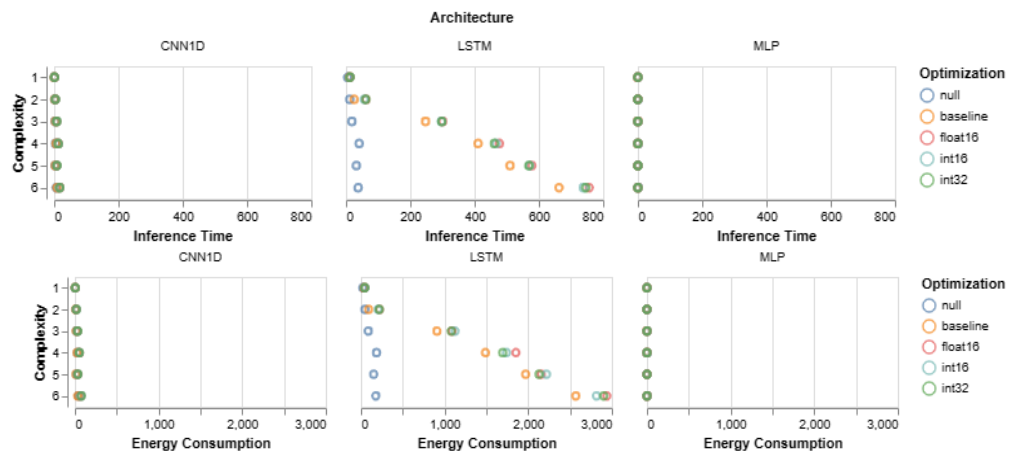 Architecture
CNN1D LSTM MLP
Complexity
1
2
3
4
5
6
0 200 400 600 800 0 200 400 600 800 0 200 400 600 800
Inference Time Inference Time Inference Time
Optimization
null
baseline
float16
int16
int32
CNN1D LSTM MLP
Complexity
1
2
3
4
5
6
0 1,000 2,000 3,000 0 1,000 2,000 3,000 0 1,000 2,000 3,000
Energy Consumption Energy Consumption Energy Consumption
Optimization
null
baseline
float16
int16
int32